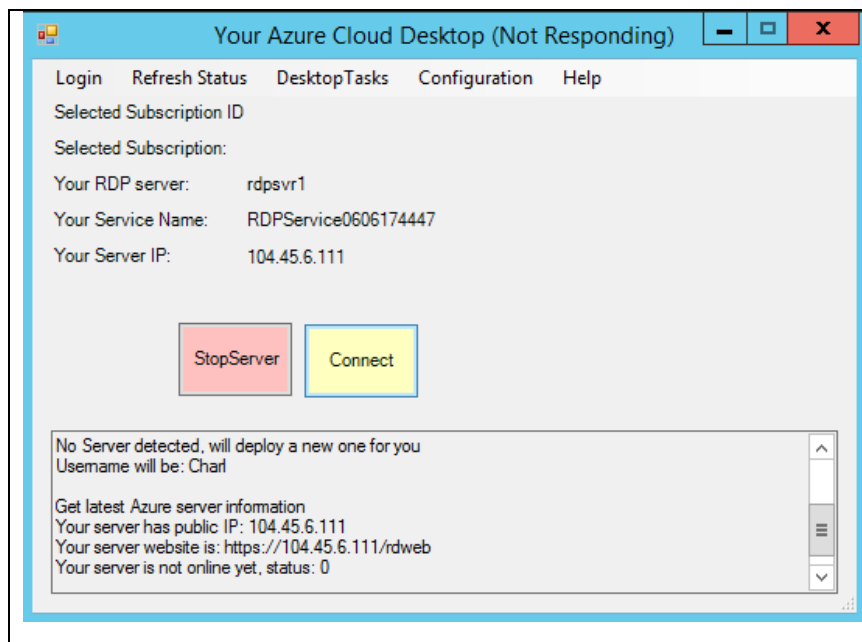 Your Azure Cloud Desktop (Not Responding)
Login Refresh Status DesktopTasks Configuration Help
Selected Subscription ID
Selected Subscription:
Your RDP server: rdpsvr1
Your Service Name: RDPService0606174447
Your Server IP: 104.45.6.111
StopServer Connect
No Server detected, will deploy a new one for you
Username will be: Charl
Get latest Azure server information
Your server has public IP: 104.45.6.111
Your server website is: https://104.45.6.111/rdweb
Your server is not online yet, status: 0